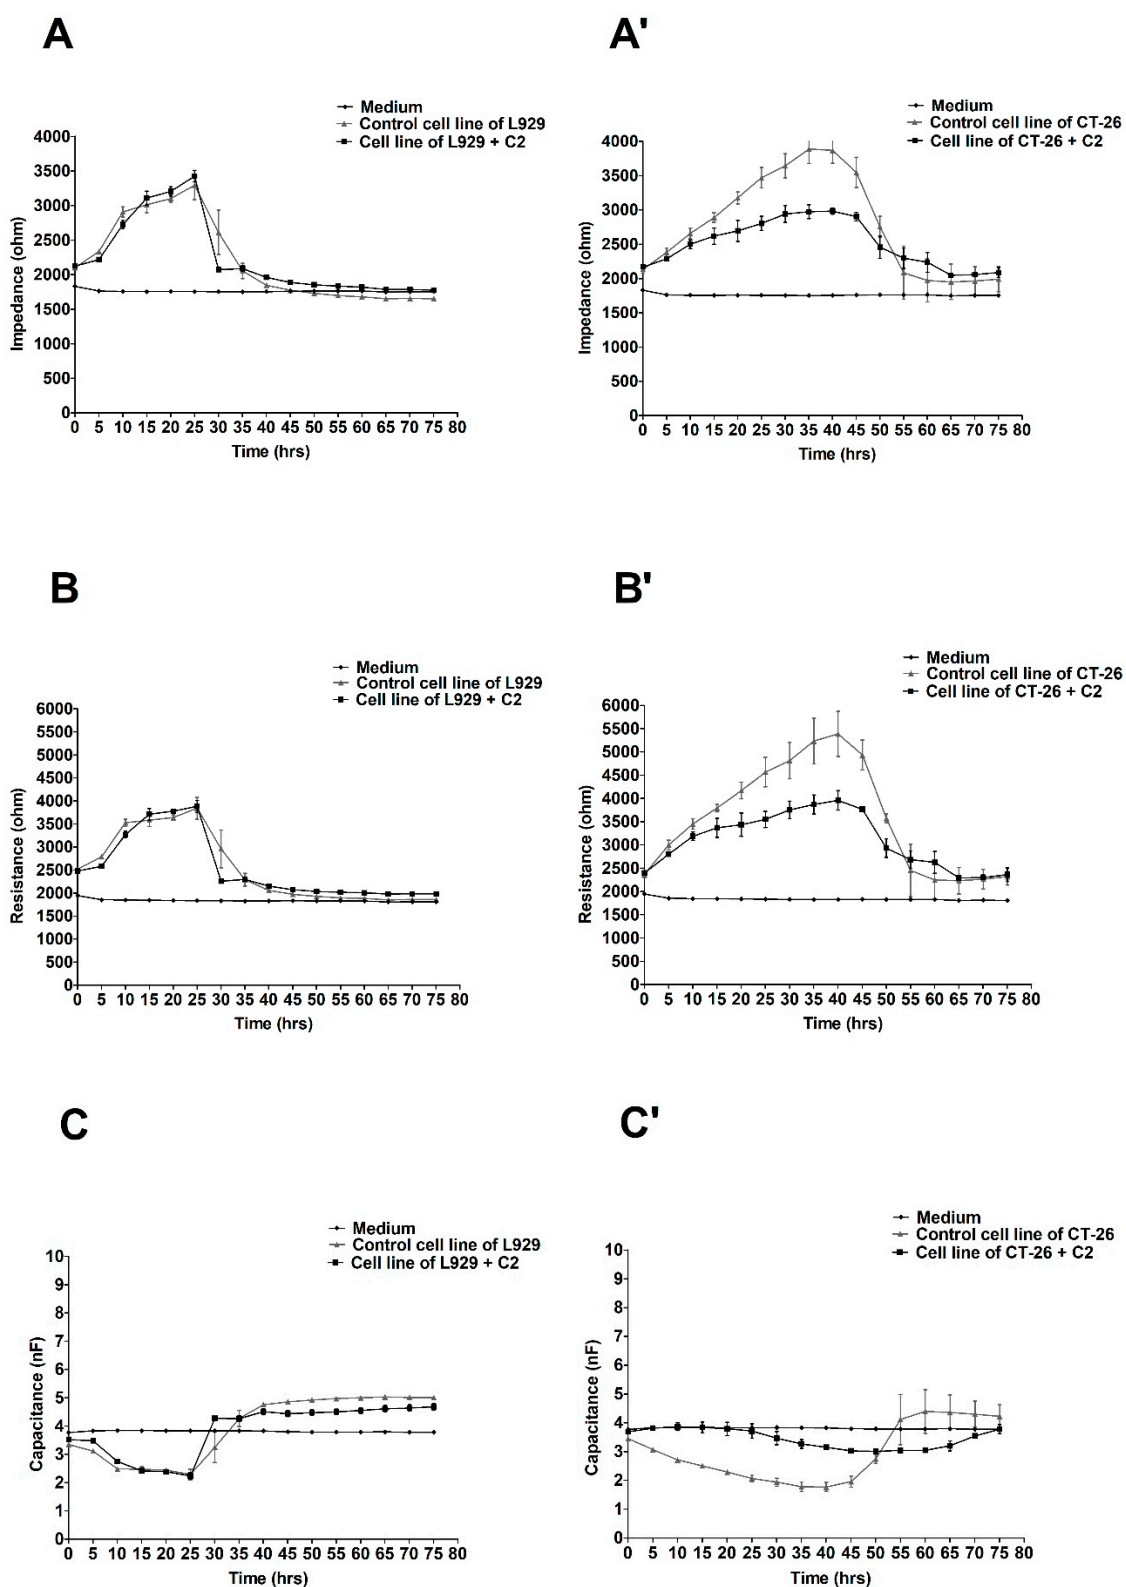 A
Medium
Control cell line of L929
Cell line of L929 + C2
4000
3500
3000
2500
2000
1500
1000
500
0
Impedance (ohm)
0 5 10 15 20 25 30 35 40 45 50 55 60 65 70 75 80
Time (hrs)
A'
Medium
Control cell line of CT-26
Cell line of CT-26 + C2
4000
3500
3000
2500
2000
1500
1000
500
0
Impedance (ohm)
0 5 10 15 20 25 30 35 40 45 50 55 60 65 70 75 80
Time (hrs)
B
Medium
Control cell line of L929
Cell line of L929 + C2
6000
5500
5000
4500
4000
3500
3000
2500
2000
1500
1000
500
0
Resistance (ohm)
0 5 10 15 20 25 30 35 40 45 50 55 60 65 70 75 80
Time (hrs)
B'
Medium
Control cell line of CT-26
Cell line of CT-26 + C2
6000
5500
5000
4500
4000
3500
3000
2500
2000
1500
1000
500
0
Resistance (ohm)
0 5 10 15 20 25 30 35 40 45 50 55 60 65 70 75 80
Time (hrs)
C
Medium
Control cell line of L929
Cell line of L929 + C2
10
9
8
7
6
5
4
3
2
1
0
Capacitance (nF)
0 5 10 15 20 25 30 35 40 45 50 55 60 65 70 75 80
Time (hrs)
C'
Medium
Control cell line of CT-26
Cell line of CT-26 + C2
10
9
8
7
6
5
4
3
2
1
0
Capacitance (nF)
0 5 10 15 20 25 30 35 40 45 50 55 60 65 70 75 80
Time (hrs)